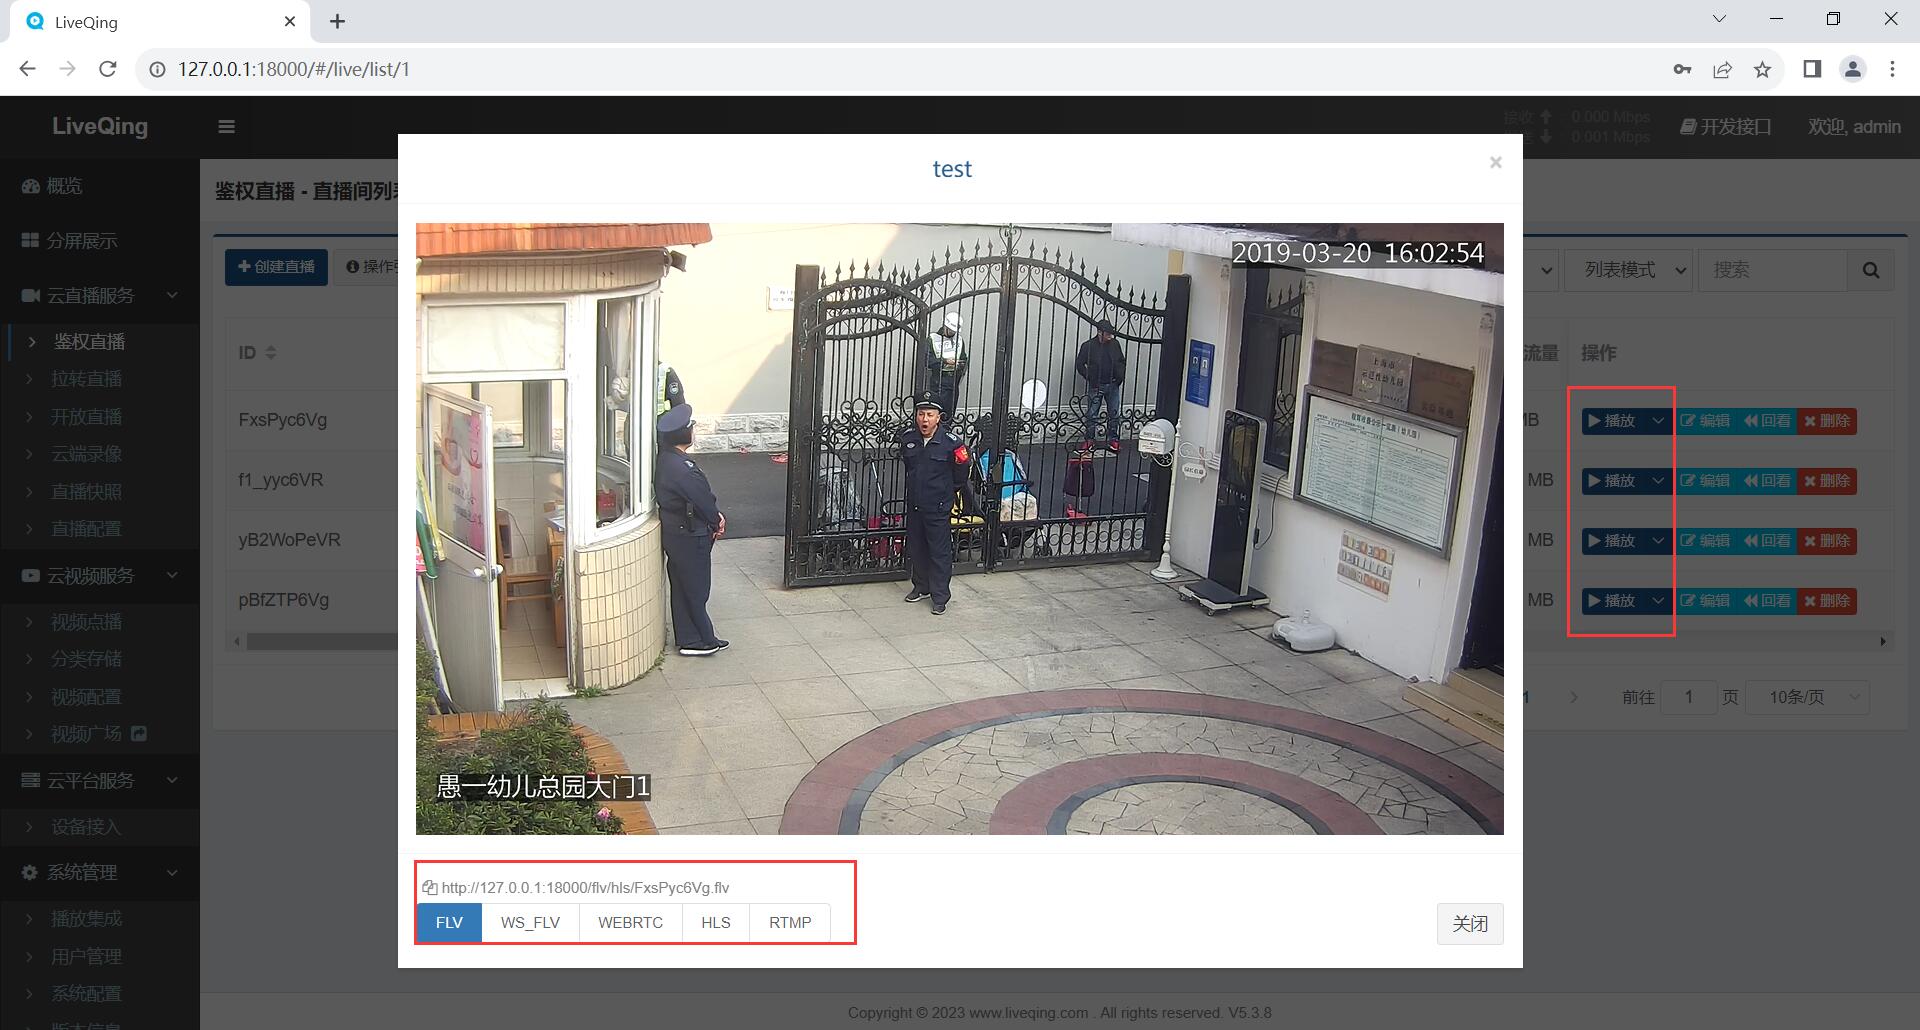 LiveQing
127.0.0.1:18000/#/live/list/1
LiveQing
接收 0.000 Mbps
0.001 Mbps
开发接口
欢迎, admin
概览
分屏展示
云直播服务
鉴权直播
拉转直播
开放直播
云端录像
直播快照
直播配置
云视频服务
视频点播
分类存储
视频配置
视频广场
云平台服务
设备接入
系统管理
播放集成
用户管理
系统配置
版本信息
鉴权直播 - 直播间列
创建直播
操作
列表模式
搜索
ID
流量
操作
FxsPyc6Vg
MB
播放
编辑
回看
删除
f1_yyc6VR
MB
播放
编辑
回看
删除
yB2WoPeVR
MB
播放
编辑
回看
删除
pBfZTP6Vg
MB
播放
编辑
回看
删除
1
前往
1
页
10条/页
test
×
2019-03-20 16:02:54
愚一幼儿总园大门1
http://127.0.0.1:18000/flv/hls/FxsPyc6Vg.flv
FLV
WS_FLV
WEBRTC
HLS
RTMP
关闭
Copyright © 2023 www.liveqing.com . All rights reserved. V5.3.8